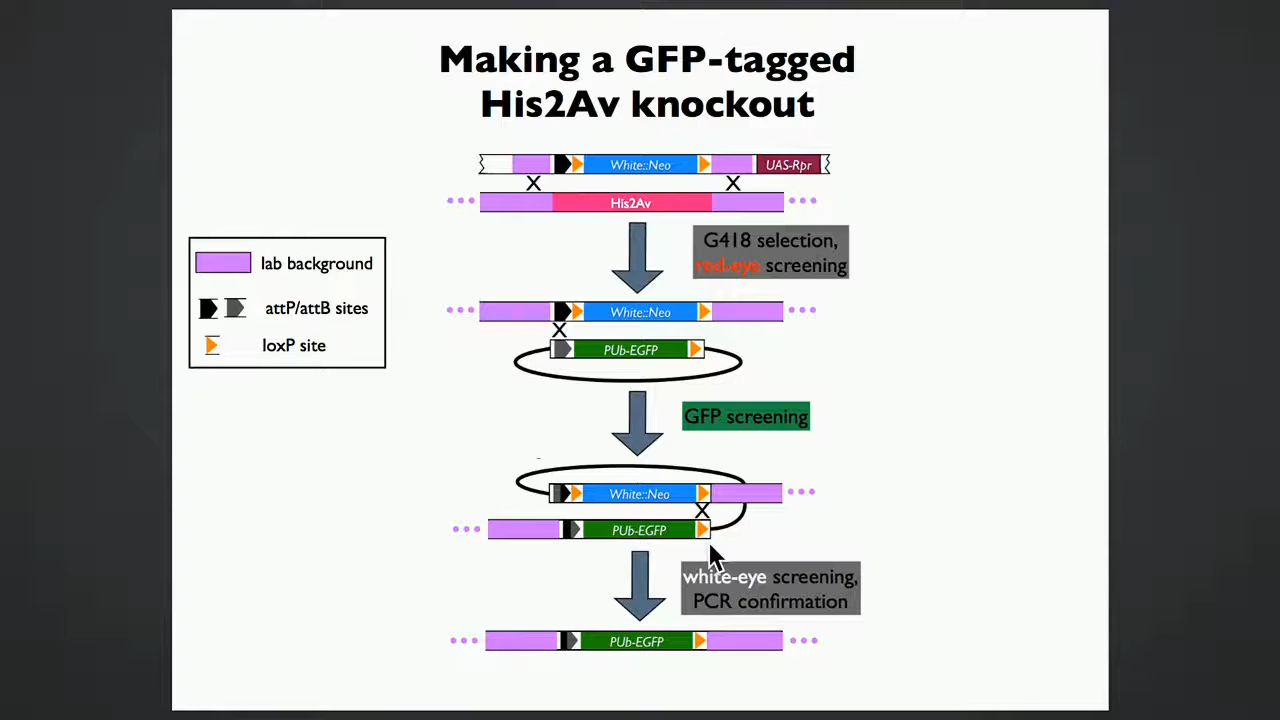 Making a GFP-tagged
His2Av knockout
White::Neo
UAS-Rpr
X X
His2Av
G418 selection,
red-eye screening
lab background
attP/attB sites
loxP site
White::Neo
X
PUb-EGFP
GFP screening
White::Neo
X
PUb-EGFP
white-eye screening,
PCR confirmation
PUb-EGFP